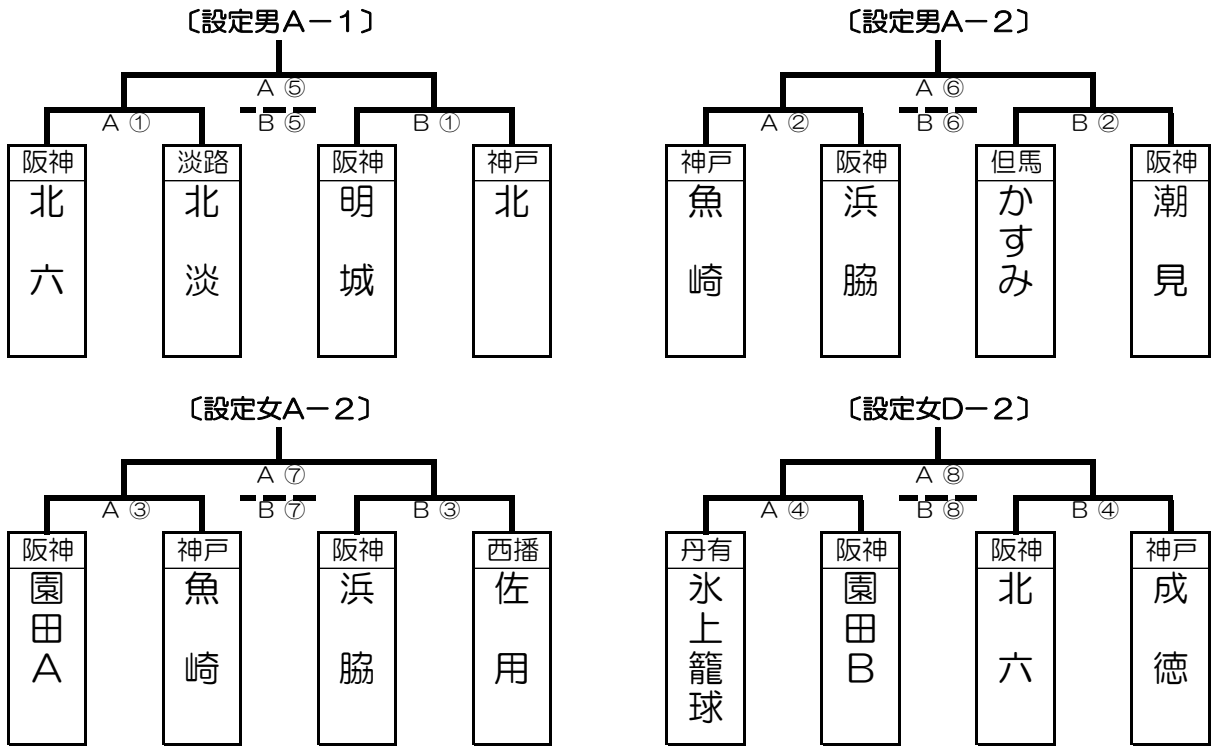 〔設定男A－1〕
A ⑤
A ① B ⑤ B ①
阪神 淡路 阪神 神戸
北六 北淡 明城 北
〔設定男A－2〕
A ⑥
A ② B ⑥ B ②
神戸 阪神 但馬 阪神
魚崎 浜脇 かすみ 潮見
〔設定女A－2〕
A ⑦
A ③ B ⑦ B ③
阪神 神戸 阪神 西播
園田A 魚崎 浜脇 佐用
〔設定女D－2〕
A ⑧
A ④ B ⑧ B ④
丹有 阪神 阪神 神戸
氷上籠球 園田B 北六 成徳